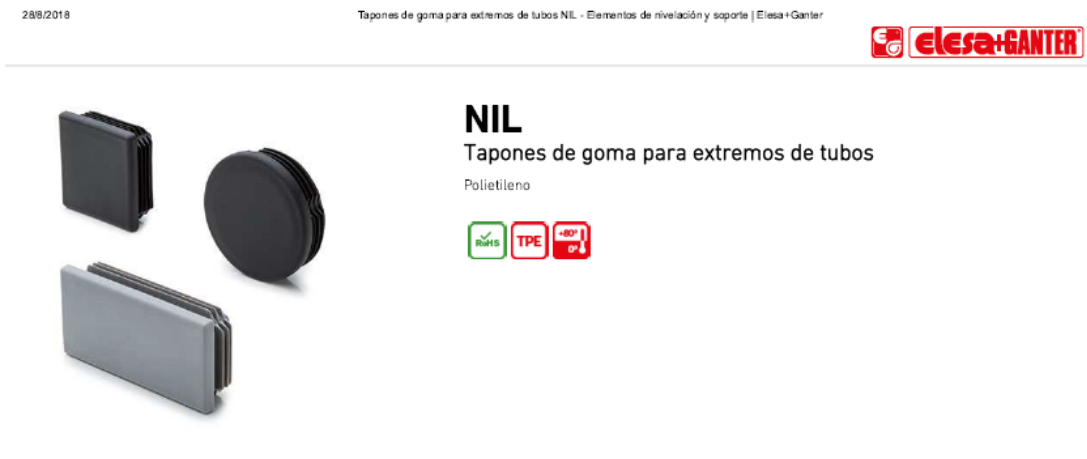 28/8/2018
Tapones de goma para extremos de tubos NIL - Elementos de nivelación y soporte | Elesa+Ganter
elesa+GANTER
NIL
Tapones de goma para extremos de tubos
Polietileno
RoHS TPE +80° 0°